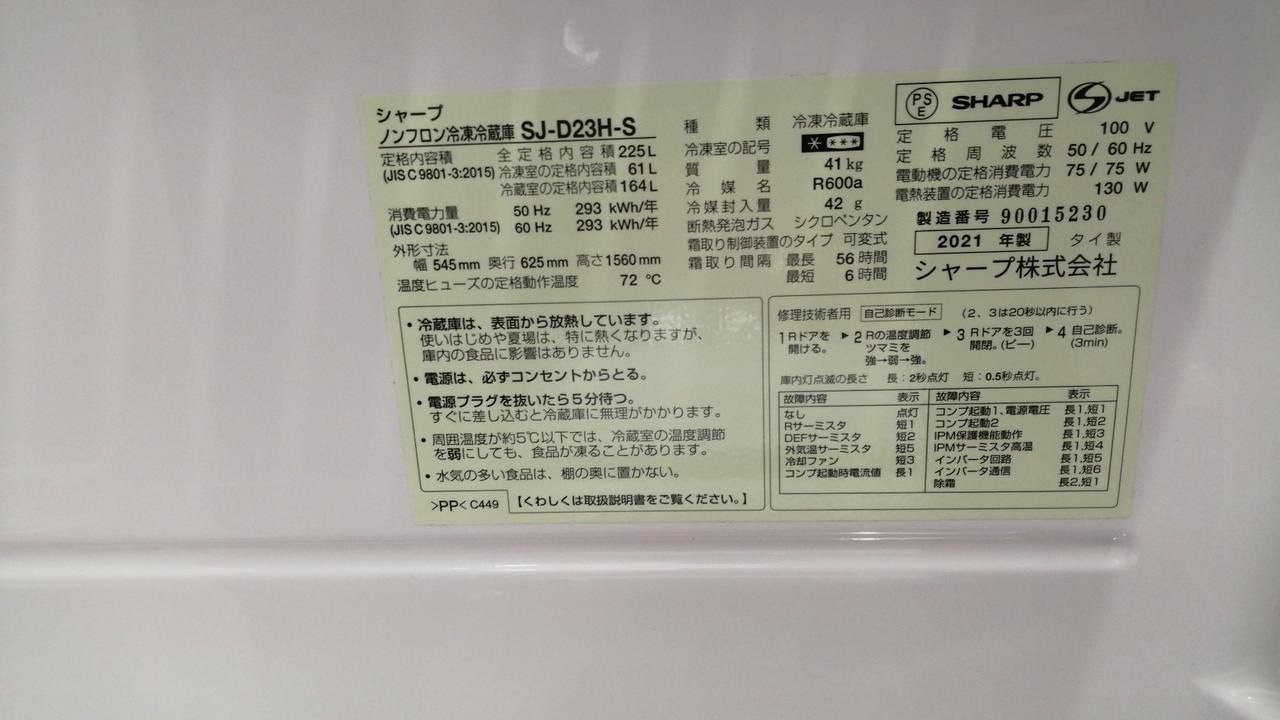 シャープ
ノンフロン冷凍冷蔵庫 SJ-D23H-S
定格内容積 全定格内容積 225L
(JIS C 9801-3:2015) 冷凍室の定格内容積 61L
冷蔵室の定格内容積 164L
消費電力量 50 Hz 293 kWh/年
(JIS C 9801-3:2015) 60 Hz 293 kWh/年
外形寸法
幅 545mm 奥行 625mm 高さ1560mm
温度ヒューズの定格動作温度 72 ℃
種類 冷凍冷蔵庫
冷凍室の記号
質量 41kg
冷媒名 R600a
冷媒封入量 42 g
断熱発泡ガス シクロペンタン
霜取り制御装置のタイプ 可変式
霜取り間隔 最長 56時間
最短 6時間
PSE SHARP JET
定格電圧 100 V
定格周波数 50/60 Hz
電動機の定格消費電力 75/75 W
電熱装置の定格消費電力 130 W
製造番号 90015230
2021 年製 タイ製
シャープ株式会社
・冷蔵庫は、表面から放熱しています。
使いはじめや夏場は、特に熱くなりますが、
庫内の食品に影響はありません。
・電源は、必ずコンセントからとる。
・電源プラグを抜いたら5分待つ。
すぐに差し込むと冷蔵庫に無理がかかります。
・周囲温度が約5℃以下では、冷蔵室の温度調節
を弱にしても、食品が凍ることがあります。
・水気の多い食品は、棚の奥に置かない。
>PP< C449 【くわしくは取扱説明書をご覧ください。】
修理技術者用 自己診断モード (2、3は20秒以内に行う)
1 Rドアを開ける。 ▶ 2 Rの温度調節ツマミを強→弱→強。 ▶ 3 Rドアを3回開閉。(ピー) ▶ 4 自己診断。(3min)
庫内灯点滅の長さ 長:2秒点灯 短:0.5秒点灯。
故障内容 表示
なし 点灯
Rサーミスタ 短1
DEFサーミスタ 短2
外気温サーミスタ 短5
冷却ファン 短3
コンプ起動時電流値 長1
故障内容 表示
コンプ起動1、電源電圧 長1,短1
コンプ起動2 長1,短2
IPM保護機能動作 長1,短3
IPMサーミスタ高温 長1,短4
インバータ回路 長1,短5
インバータ通信 長1,短6
除霜 長2,短1